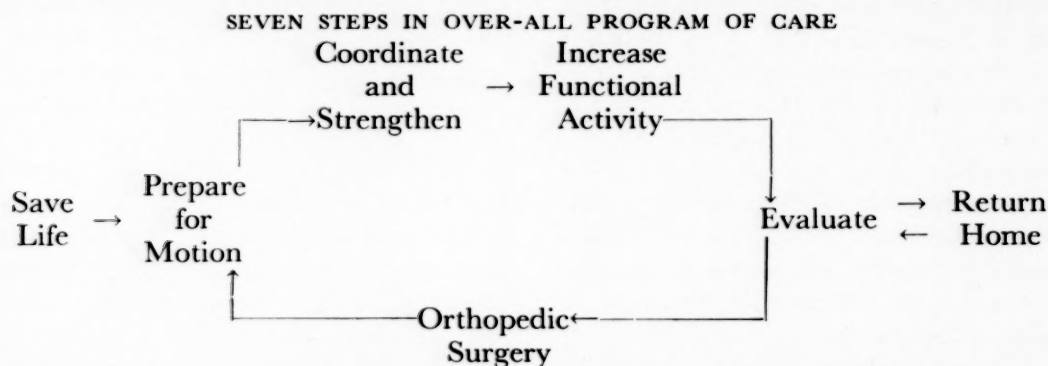 SEVEN STEPS IN OVER-ALL PROGRAM OF CARE
Coordinate
and
Strengthen
→
Increase
Functional
Activity
Save
Life
→
Prepare
for
Motion
Evaluate
→
←
Return
Home
Orthopedic
Surgery